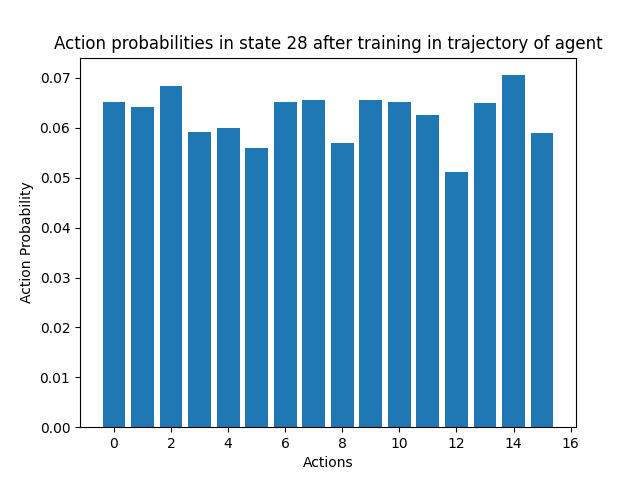 Action probabilities in state 28 after training in trajectory of agent
0.07
0.06
0.05
0.04
0.03
0.02
0.01
0.00
Action Probability
0 2 4 6 8 10 12 14 16
Actions